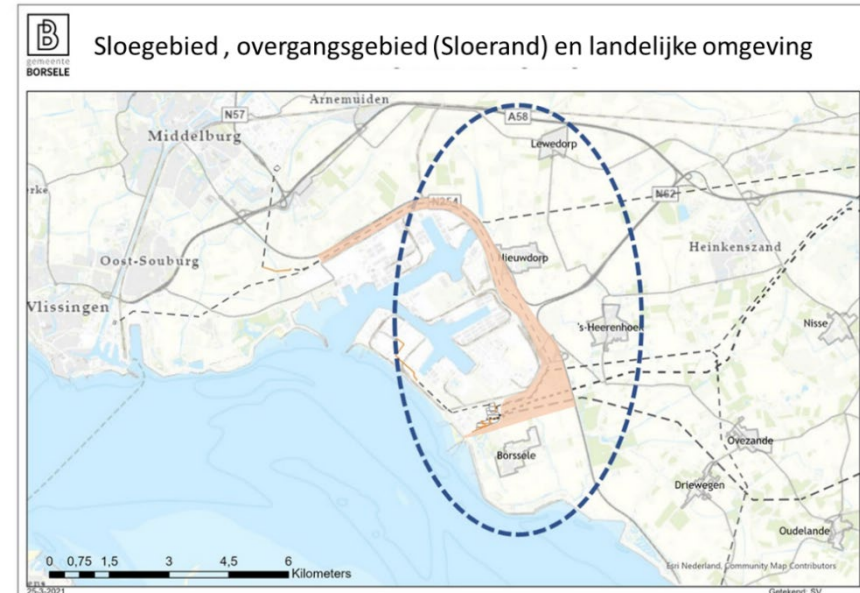 gemeente
BORSELE
Sloegebied , overgangsgebied (Sloerand) en landelijke omgeving
N57
Arnemuiden
A58
Middelburg
Lewedorp
N62
N254
Oost-Souburg
Nieuwdorp
Heinkenszand
Vlissingen
's-Heerenhoek
Nisse
Borssele
Ovezande
Driewegen
Oudelande
0 0,75 1,5 3 4,5 6
Kilometers
Esri Nederland, Community Map Contributors
25-3-2021
Getekend: SV